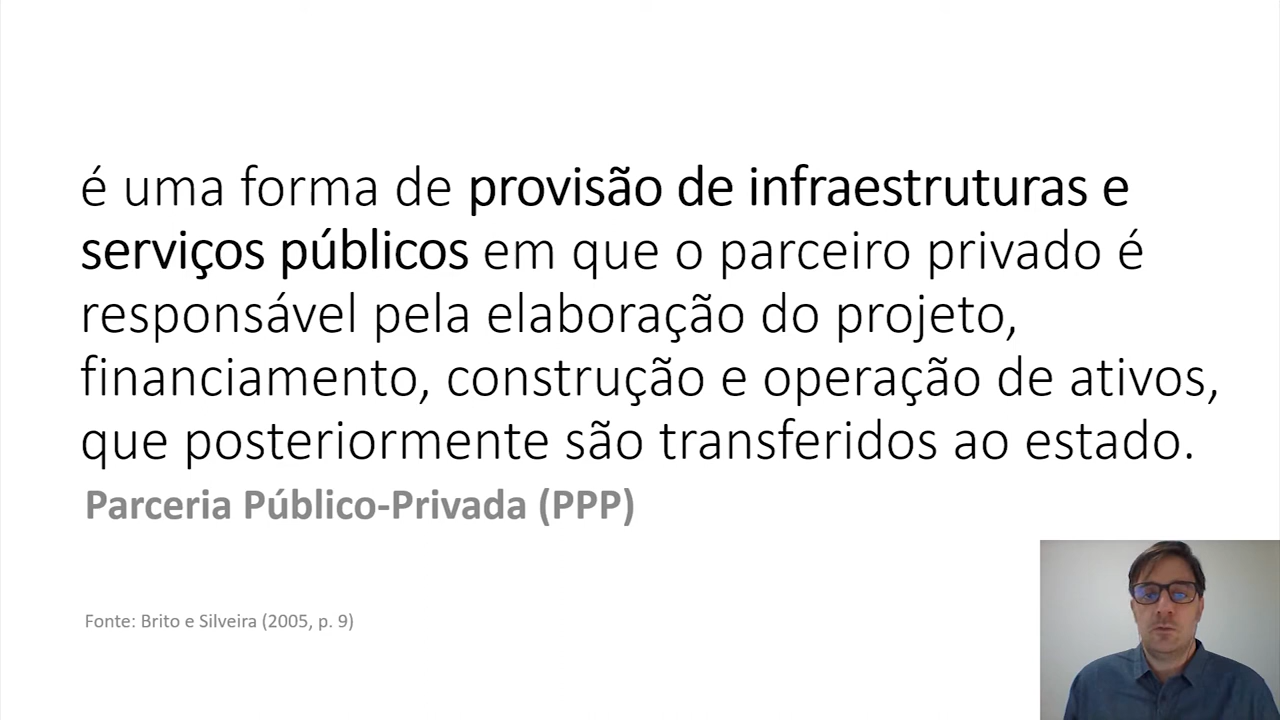 é uma forma de provisão de infraestruturas e
serviços públicos em que o parceiro privado é
responsável pela elaboração do projeto,
financiamento, construção e operação de ativos,
que posteriormente são transferidos ao estado.
Parceria Público-Privada (PPP)
Fonte: Brito e Silveira (2005, p. 9)